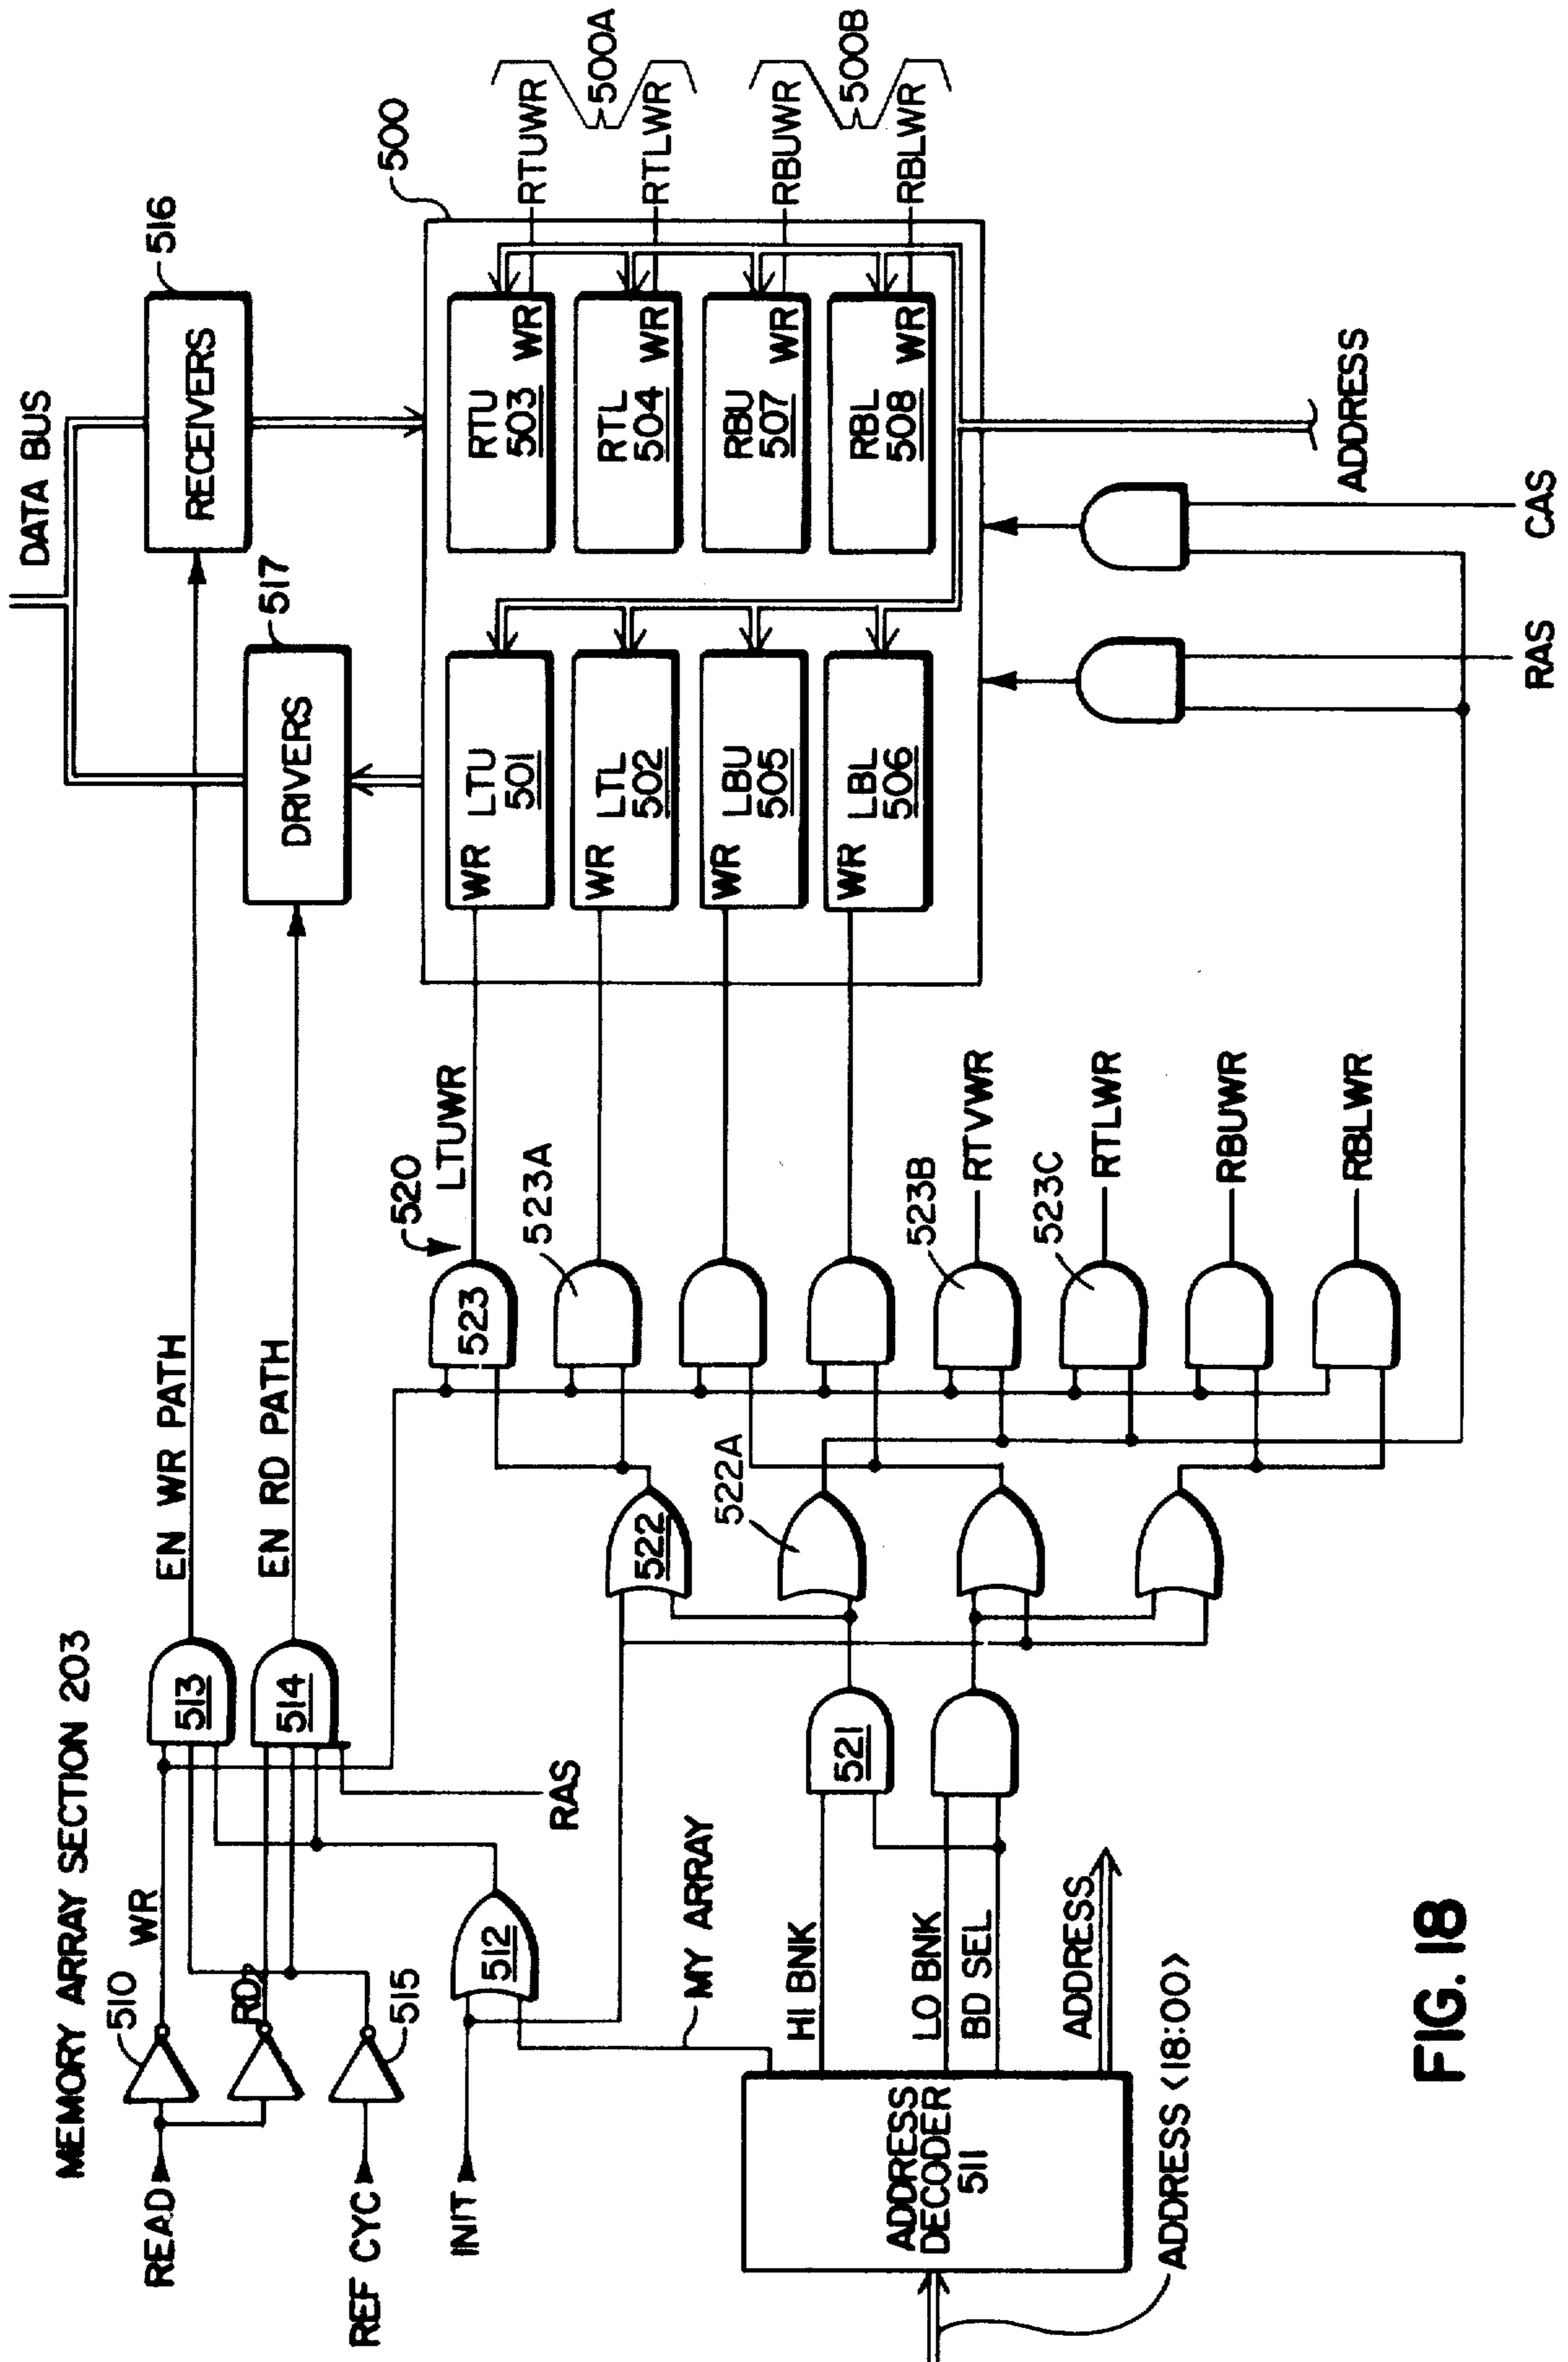 MEMORY ARRAY SECTION 203
READ
510
WR
RD
REF CYC
515
513
514
EN WR PATH
EN RD PATH
DATA BUS
RECEIVERS
516
DRIVERS
517
INIT
512
RAS
MY ARRAY
520
523
LTUWR
523A
500
LTU
501
WR
LTL
502
WR
LBU
505
WR
LBL
506
WR
RTU
503
WR
RTL
504
WR
RBU
507
WR
RBL
508
WR
RTUWR
RTLWR
500A
RBUWR
RBLWR
500B
522
522A
523B
RTVWR
523C
RTLWR
RBUWR
RBLWR
ADDRESS
DECODER
511
HI BNK
LO BNK
BD SEL
521
ADDRESS
ADDRESS <18:00>
RAS
CAS
ADDRESS
FIG. 18